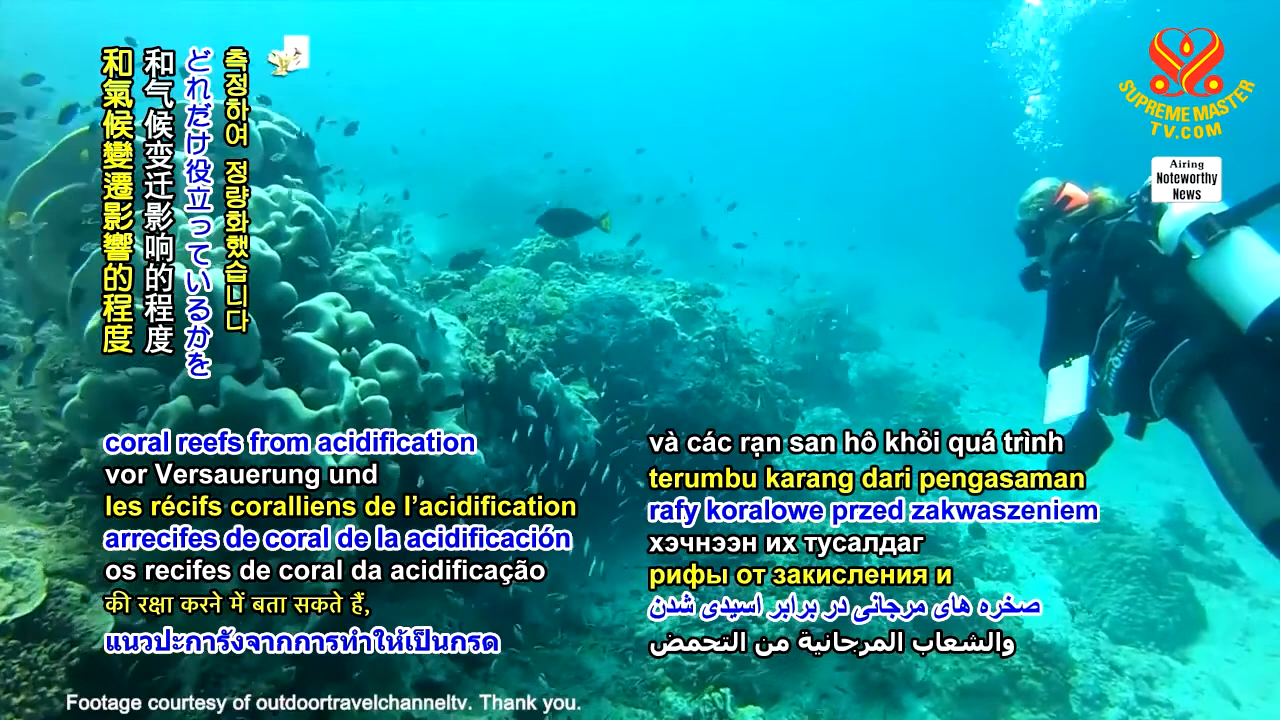 和氣候變遷影響的程度
和气候变迁影响的程度
どれだけ役立っているかを
측정하여 정량화했습니다
SUPREME MASTER
TV.COM
Airing
Noteworthy
News
coral reefs from acidification
vor Versauerung und
les récifs coralliens de l’acidification
arrecifes de coral de la acidificación
os recifes de coral da acidificação
की रक्षा करने में बता सकते हैं,
แนวปะการังจากการทำให้เป็นกรด
và các rạn san hô khỏi quá trình
terumbu karang dari pengasaman
rafy koralowe przed zakwaszeniem
хэчнээн их тусалдаг
рифы от закисления и
صخره های مرجانی در برابر اسیدی شدن
والشعاب المرجانية من التحمض
Footage courtesy of outdoortravelchanneltv. Thank you.